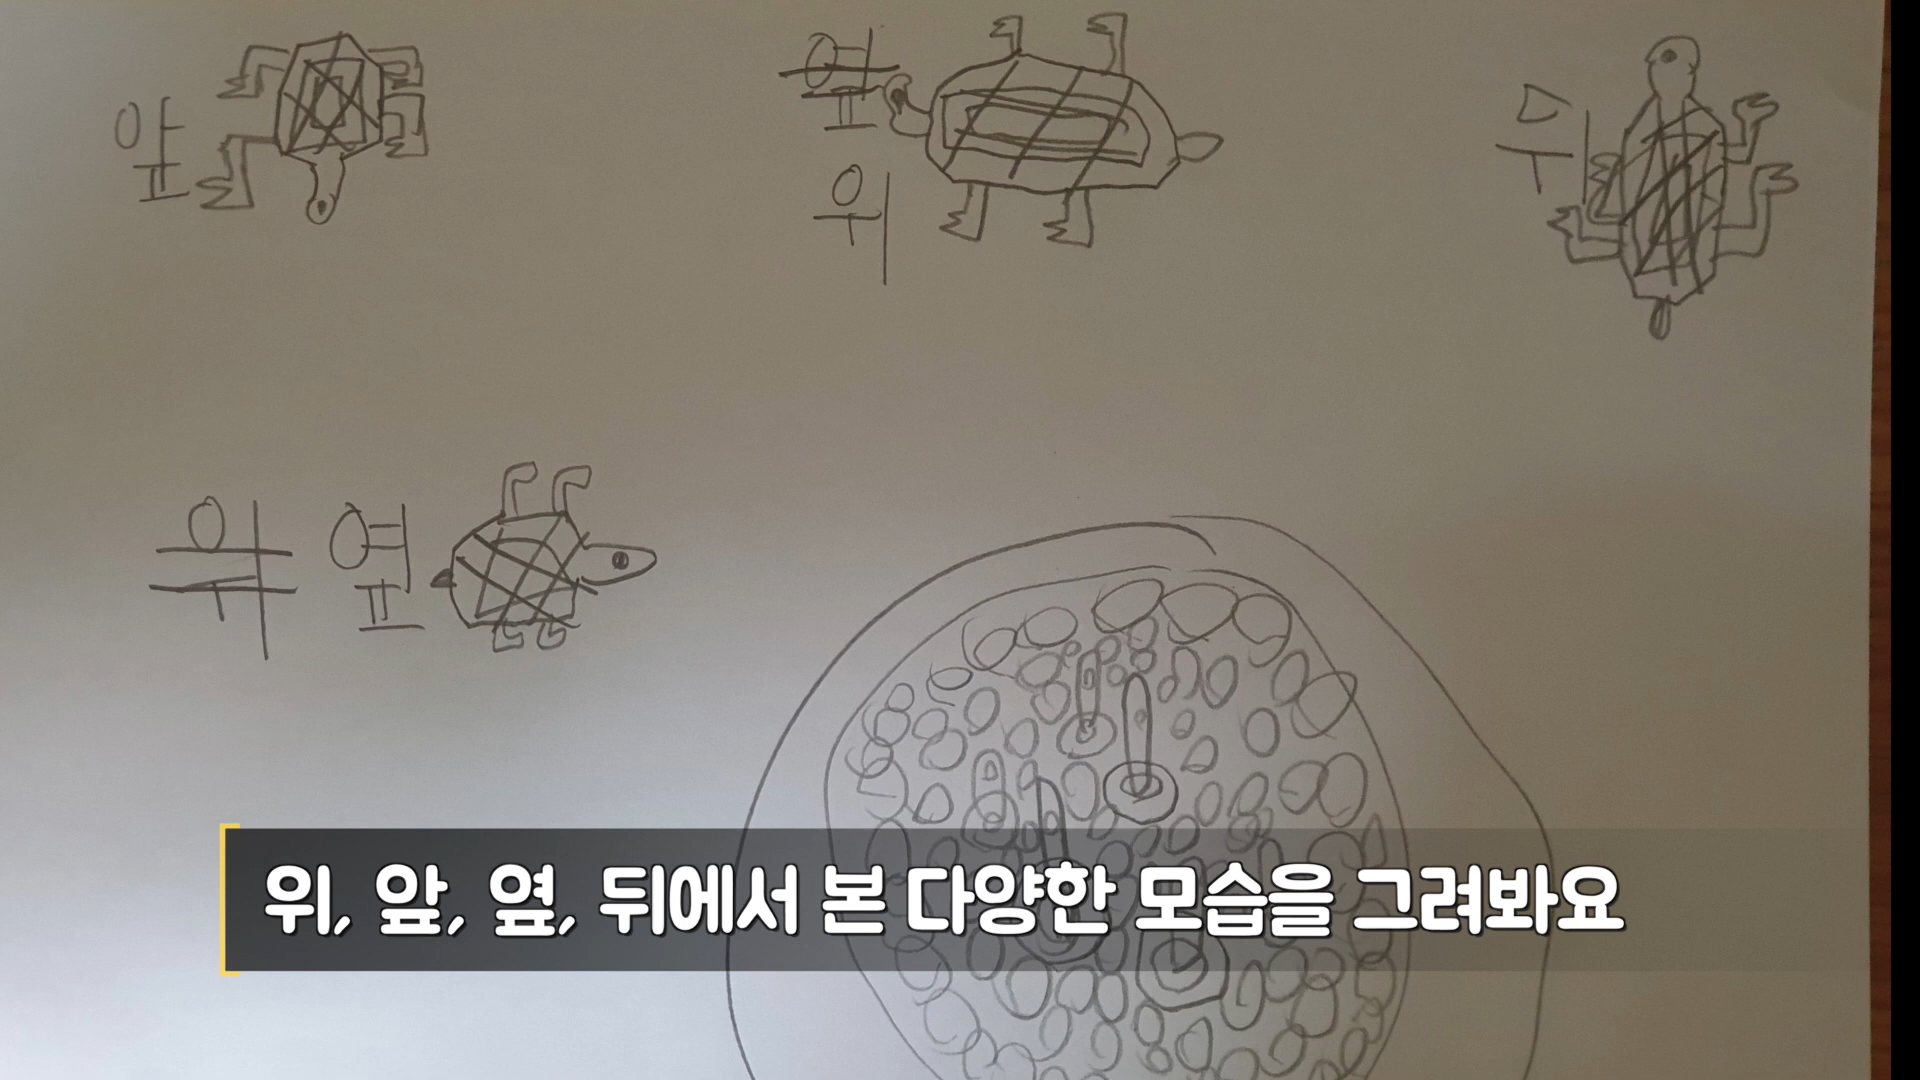 앞
옆
위
뒤
위 옆
위, 앞, 옆, 뒤에서 본 다양한 모습을 그려봐요